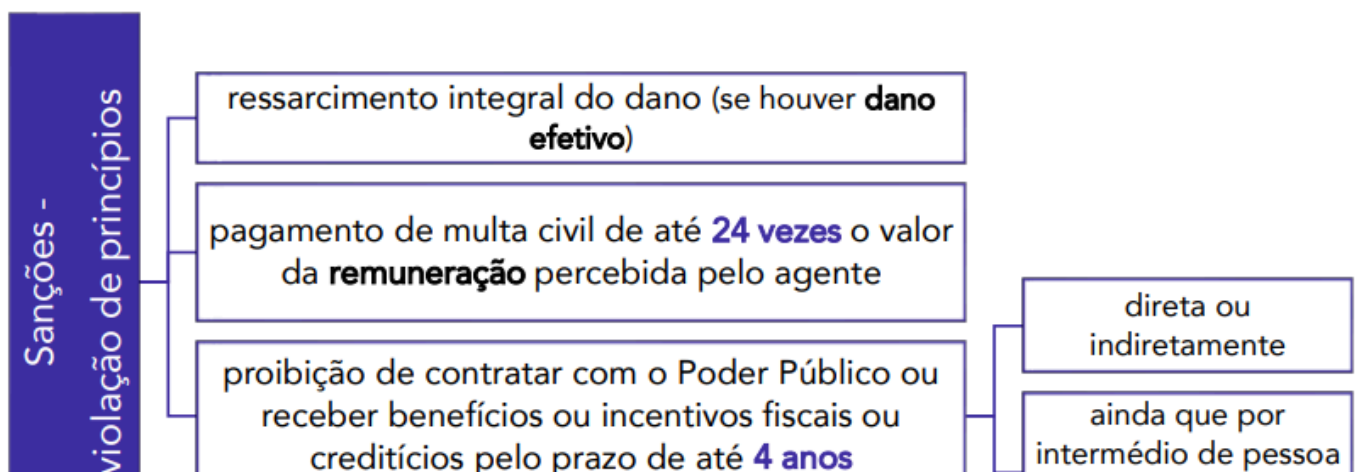 Sanções -
violação de princípios
ressarcimento integral do dano (se houver dano
efetivo)
pagamento de multa civil de até 24 vezes o valor
da remuneração percebida pelo agente
proibição de contratar com o Poder Público ou
receber benefícios ou incentivos fiscais ou
creditícios pelo prazo de até 4 anos
direta ou
indiretamente
ainda que por
intermédio de pessoa